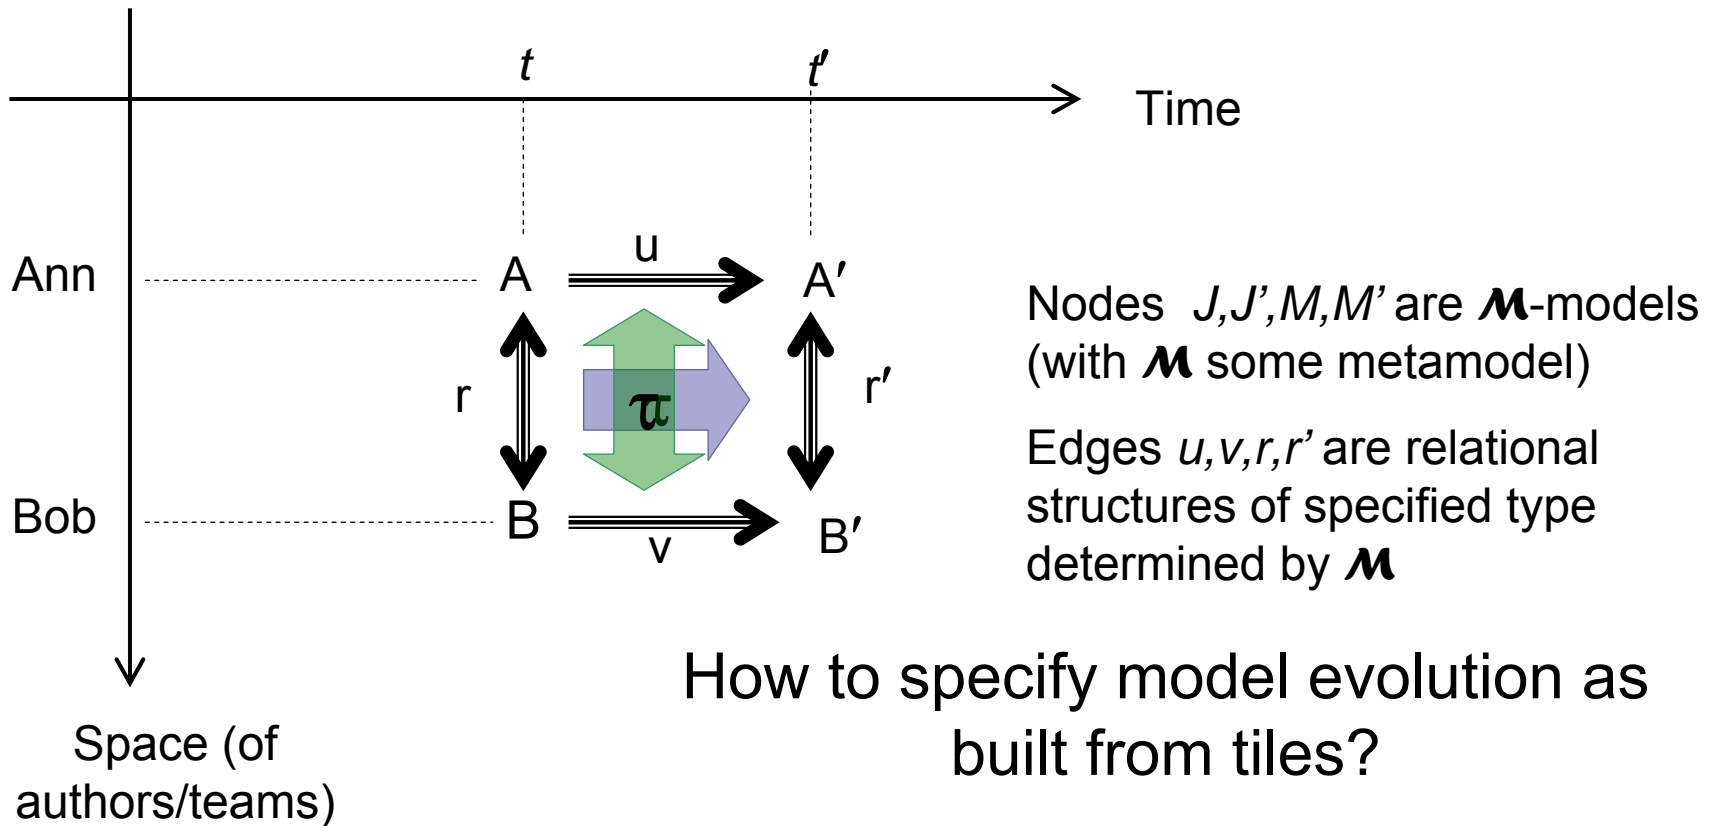 t t′
Time
Ann A u A′
r π r′
Bob B v B′
Space (of
authors/teams)
Nodes J,J’,M,M’ are 𝓜-models
(with 𝓜 some metamodel)
Edges u,v,r,r’ are relational
structures of specified type
determined by 𝓜
How to specify model evolution as
built from tiles?